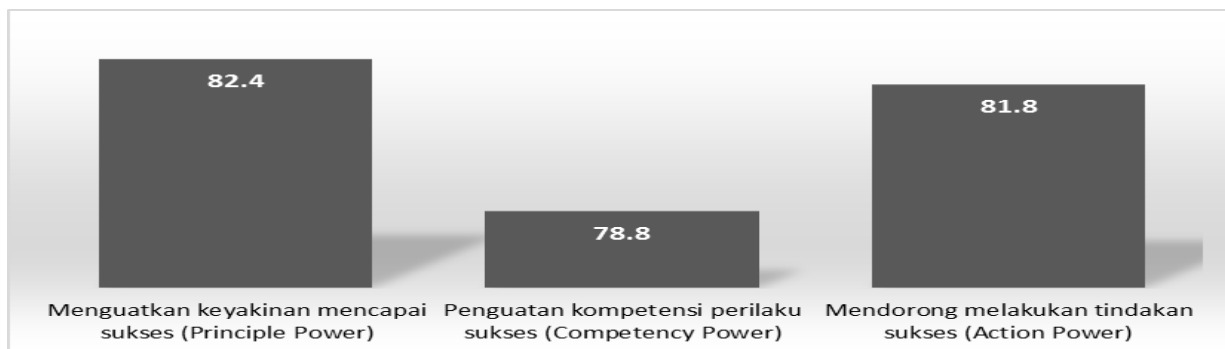 82.4
78.8
81.8
Menguatkan keyakinan mencapai
sukses (Principle Power)
Penguatan kompetensi perilaku
sukses (Competency Power)
Mendorong melakukan tindakan
sukses (Action Power)